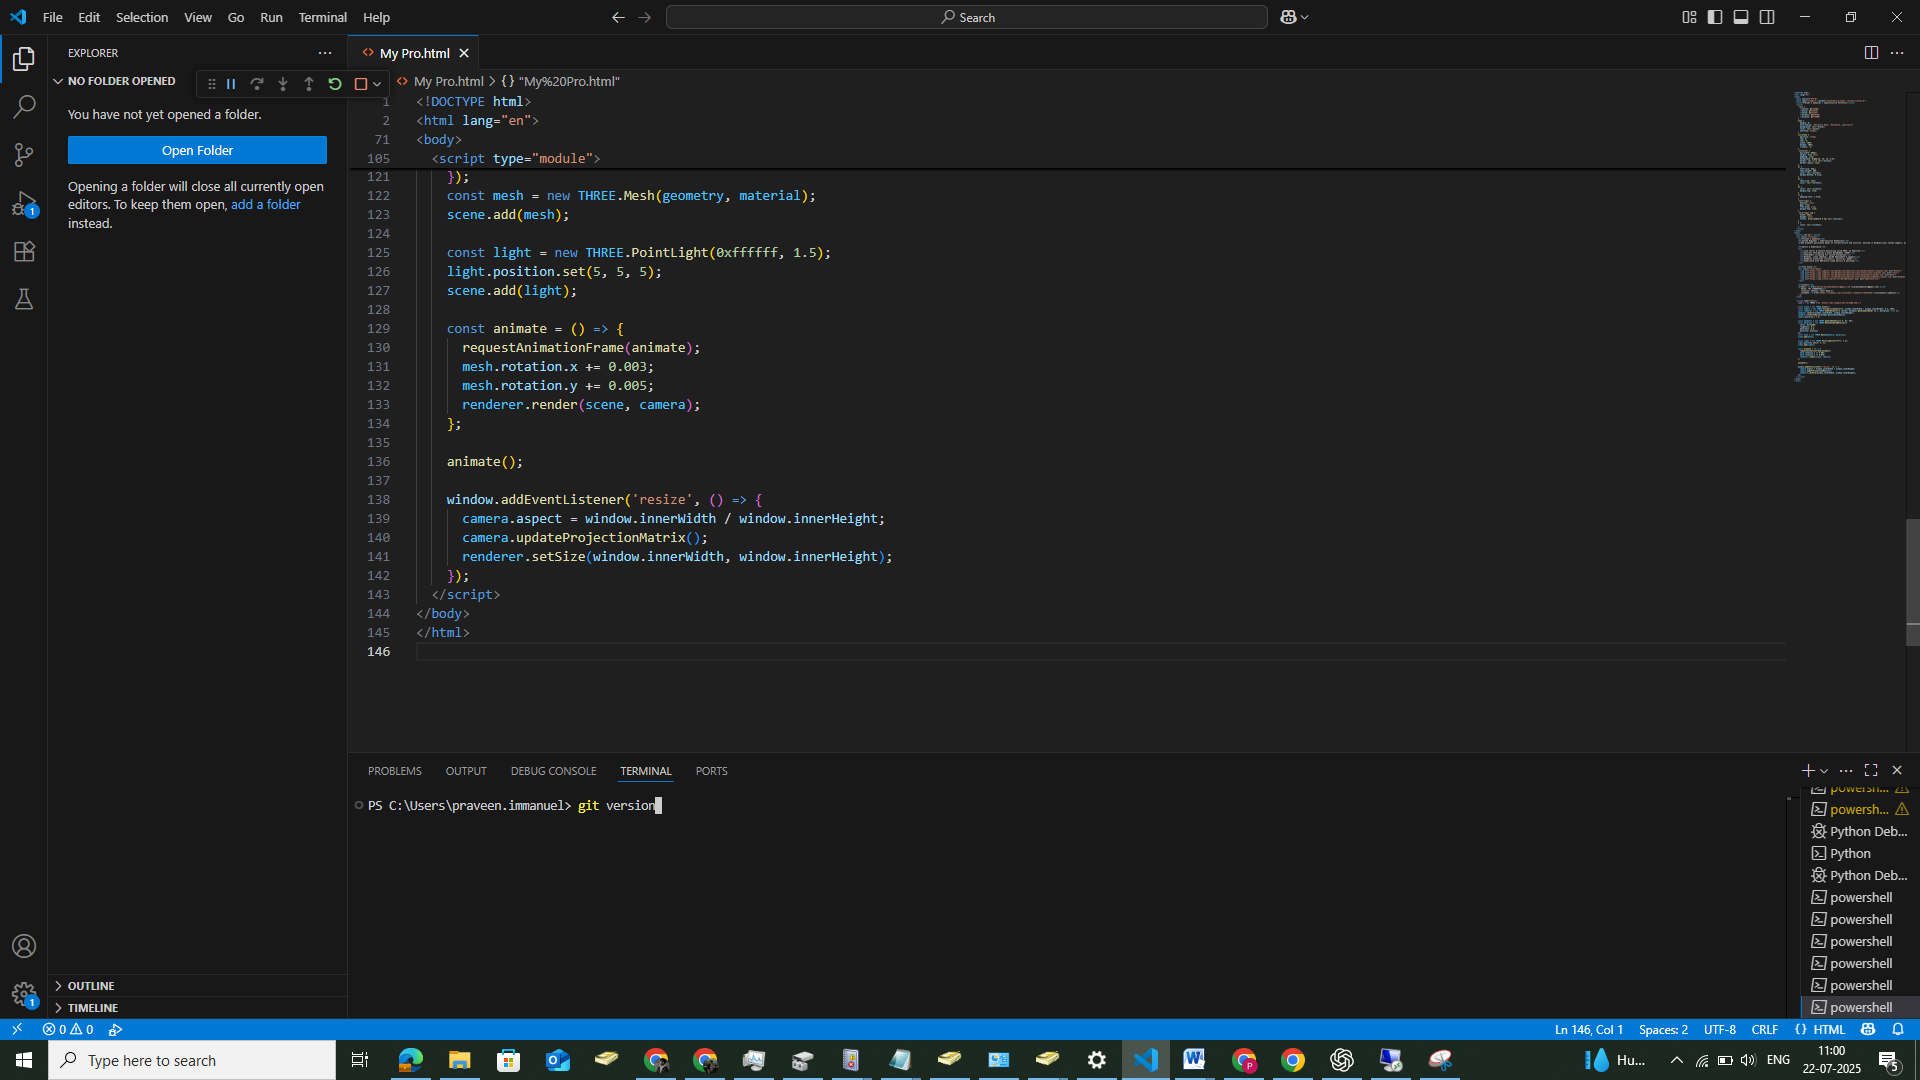 File Edit Selection View Go Run Terminal Help
Search
EXPLORER
NO FOLDER OPENED
You have not yet opened a folder.
Open Folder
Opening a folder will close all currently open
editors. To keep them open, add a folder
instead.
OUTLINE
TIMELINE
My Pro.html
My Pro.html > {} "My%20Pro.html"
1 <!DOCTYPE html>
2 <html lang="en">
71 <body>
105 <script type="module">
121 });
122 const mesh = new THREE.Mesh(geometry, material);
123 scene.add(mesh);
124
125 const light = new THREE.PointLight(0xffffff, 1.5);
126 light.position.set(5, 5, 5);
127 scene.add(light);
128
129 const animate = () => {
130 requestAnimationFrame(animate);
131 mesh.rotation.x += 0.003;
132 mesh.rotation.y += 0.005;
133 renderer.render(scene, camera);
134 };
135
136 animate();
137
138 window.addEventListener('resize', () => {
139 camera.aspect = window.innerWidth / window.innerHeight;
140 camera.updateProjectionMatrix();
141 renderer.setSize(window.innerWidth, window.innerHeight);
142 });
143 </script>
144 </body>
145 </html>
146
PROBLEMS OUTPUT DEBUG CONSOLE TERMINAL PORTS
PS C:\Users\praveen.immanuel> git version
powersh...
powersh...
Python Deb...
Python
Python Deb...
powershell
powershell
powershell
powershell
powershell
powershell
1
1
0 0
Ln 146, Col 1 Spaces: 2 UTF-8 CRLF {} HTML
Type here to search
Hu...
ENG
11:00
22-07-2025
5